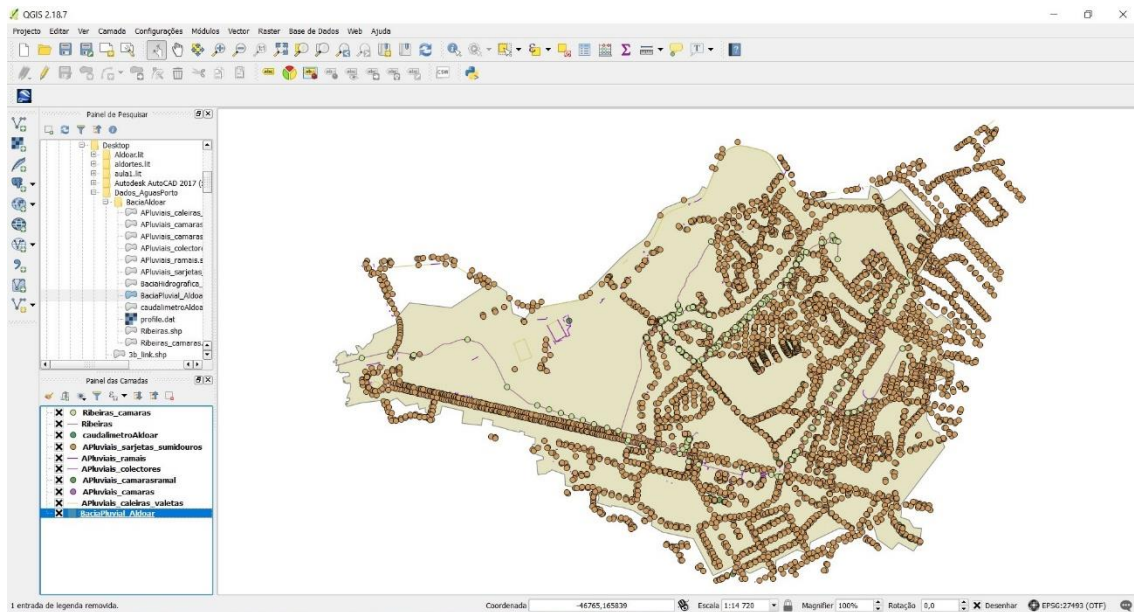 QGIS 2.18.7
Projecto Editar Ver Camada Configurações Módulos Vector Raster Base de Dados Web Ajuda
Painel de Pesquisar
Desktop
Aldoar.lit
aldortes.lit
aula1.lit
Autodesk AutoCAD 2017 (
Dados_AguasPorto
BaciaAldoar
APluviais_caleiras_
APluviais_camaras
APluviais_camaras
APluviais_colector
APluviais_ramais.s
APluviais_sarjetas_
BaciaHidrografica_
BaciaPluvial_Aldoa
caudalimetroAldoa
profile.dat
Ribeiras.shp
Ribeiras_camaras.
3b_link.shp
Painel das Camadas
Ribeiras_camaras
Ribeiras
caudalimetroAldoar
APluviais_sarjetas_sumidouros
APluviais_ramais
APluviais_colectores
APluviais_camarasramal
APluviais_camaras
APluviais_caleiras_valetas
BaciaPluvial_Aldoar
1 entrada de legenda removida. Coordenada -46765,165839 Escala 1:14 720 Magnifier 100% Rotação 0,0 Desenhar EPSG:27493 (OTF)